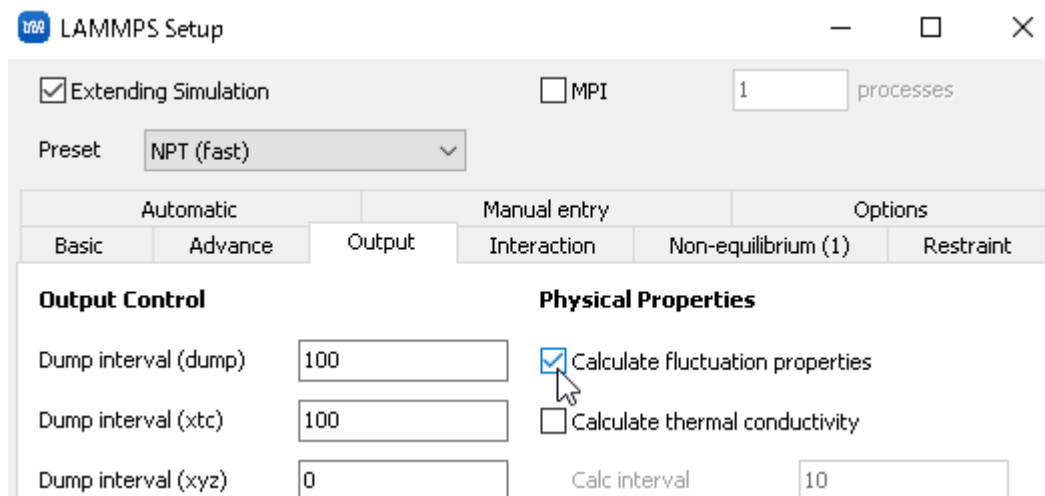 LAMMPS Setup
Extending Simulation MPI 1 processes
Preset NPT (fast)
Automatic Manual entry Options
Basic Advance Output Interaction Non-equilibrium (1) Restraint
Output Control Physical Properties
Dump interval (dump) 100 Calculate fluctuation properties
Dump interval (xtc) 100 Calculate thermal conductivity
Dump interval (xyz) 0 Calc interval 10